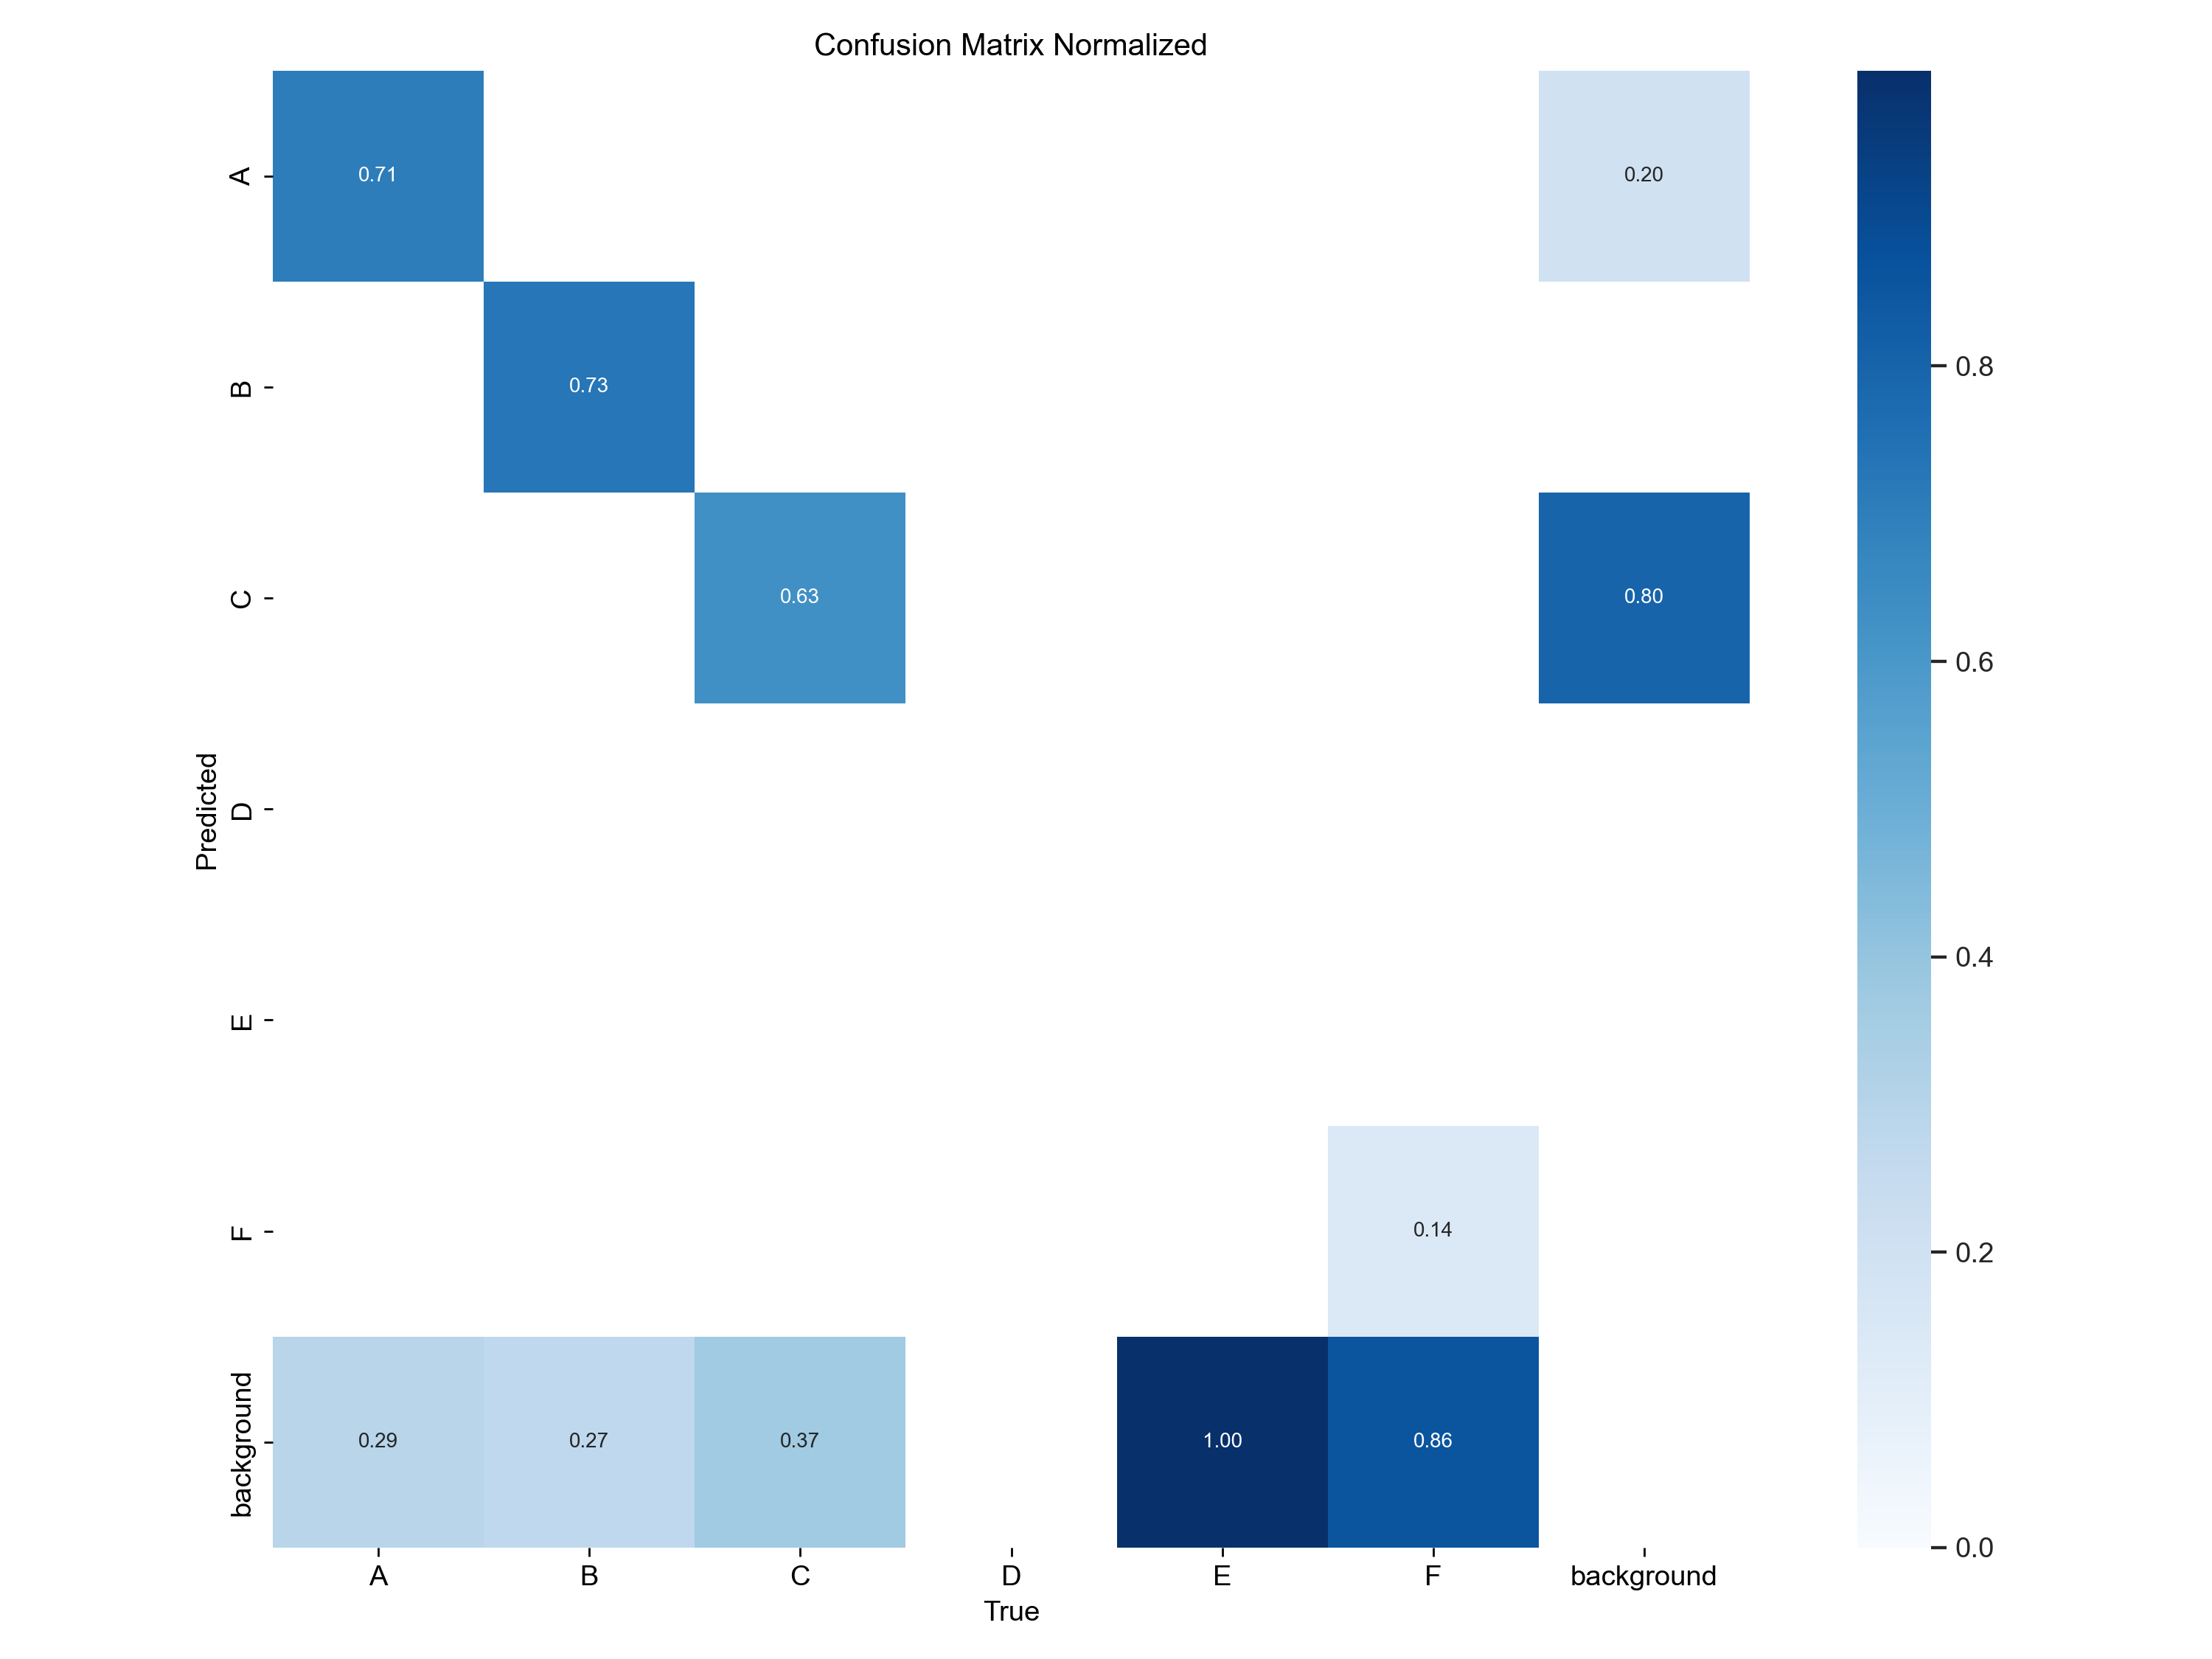 Confusion Matrix Normalized
A
0.71
0.20
B
0.73
0.8
C
0.63
0.80
0.6
Predicted
D
0.4
E
F
0.14
0.2
background
0.29
0.27
0.37
1.00
0.86
0.0
A B C D E F background
True